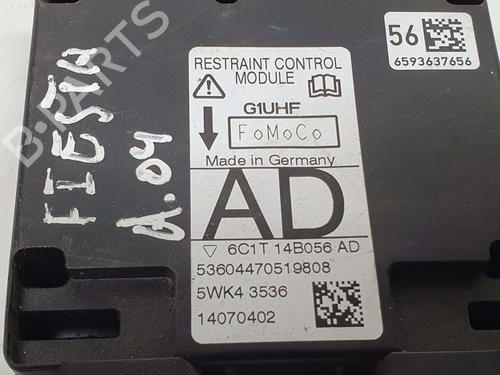 56
6593637656
RESTRAINT CONTROL
MODULE
G1UHF
FoMoCo
Made in Germany
AD
6C1T 14B056 AD
53604470519808
5WK4 3536
14070402
FIESTA
A.04
B-PARTS